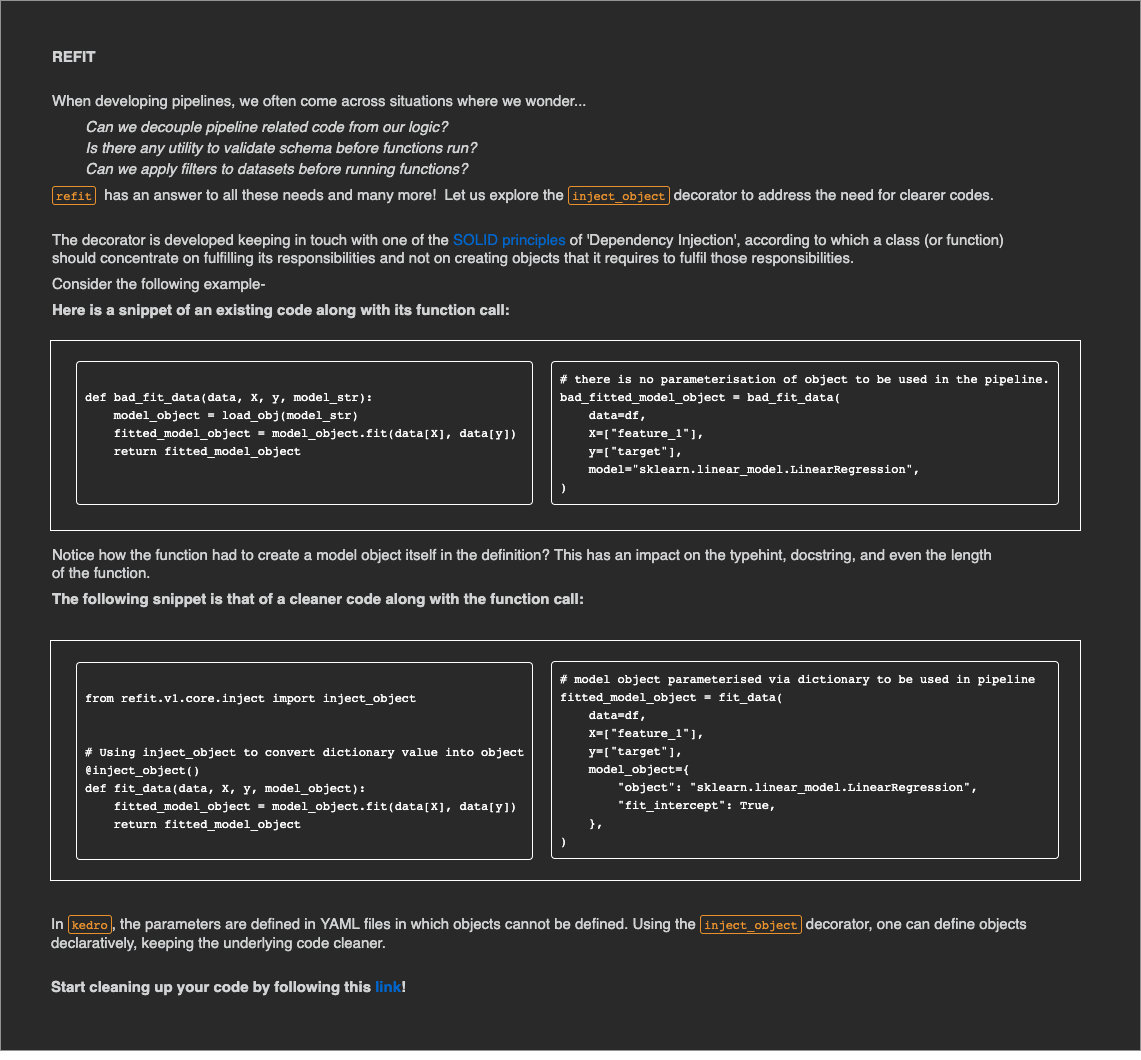 REFIT
When developing pipelines, we often come across situations where we wonder...
Can we decouple pipeline related code from our logic?
Is there any utility to validate schema before functions run?
Can we apply filters to datasets before running functions?
refit has an answer to all these needs and many more! Let us explore the inject_object decorator to address the need for clearer codes.
The decorator is developed keeping in touch with one of the SOLID principles of 'Dependency Injection', according to which a class (or function)
should concentrate on fulfilling its responsibilities and not on creating objects that it requires to fulfil those responsibilities.
Consider the following example-
Here is a snippet of an existing code along with its function call:
def bad_fit_data(data, X, y, model_str):
    model_object = load_obj(model_str)
    fitted_model_object = model_object.fit(data[X], data[y])
    return fitted_model_object
# there is no parameterisation of object to be used in the pipeline.
bad_fitted_model_object = bad_fit_data(
    data=df,
    X=["feature_1"],
    y=["target"],
    model="sklearn.linear_model.LinearRegression",
)
Notice how the function had to create a model object itself in the definition? This has an impact on the typehint, docstring, and even the length
of the function.
The following snippet is that of a cleaner code along with the function call:
from refit.v1.core.inject import inject_object
# Using inject_object to convert dictionary value into object
@inject_object()
def fit_data(data, X, y, model_object):
    fitted_model_object = model_object.fit(data[X], data[y])
    return fitted_model_object
# model object parameterised via dictionary to be used in pipeline
fitted_model_object = fit_data(
    data=df,
    X=["feature_1"],
    y=["target"],
    model_object={
        "object": "sklearn.linear_model.LinearRegression",
        "fit_intercept": True,
    },
)
In kedro, the parameters are defined in YAML files in which objects cannot be defined. Using the inject_object decorator, one can define objects
declaratively, keeping the underlying code cleaner.
Start cleaning up your code by following this link!